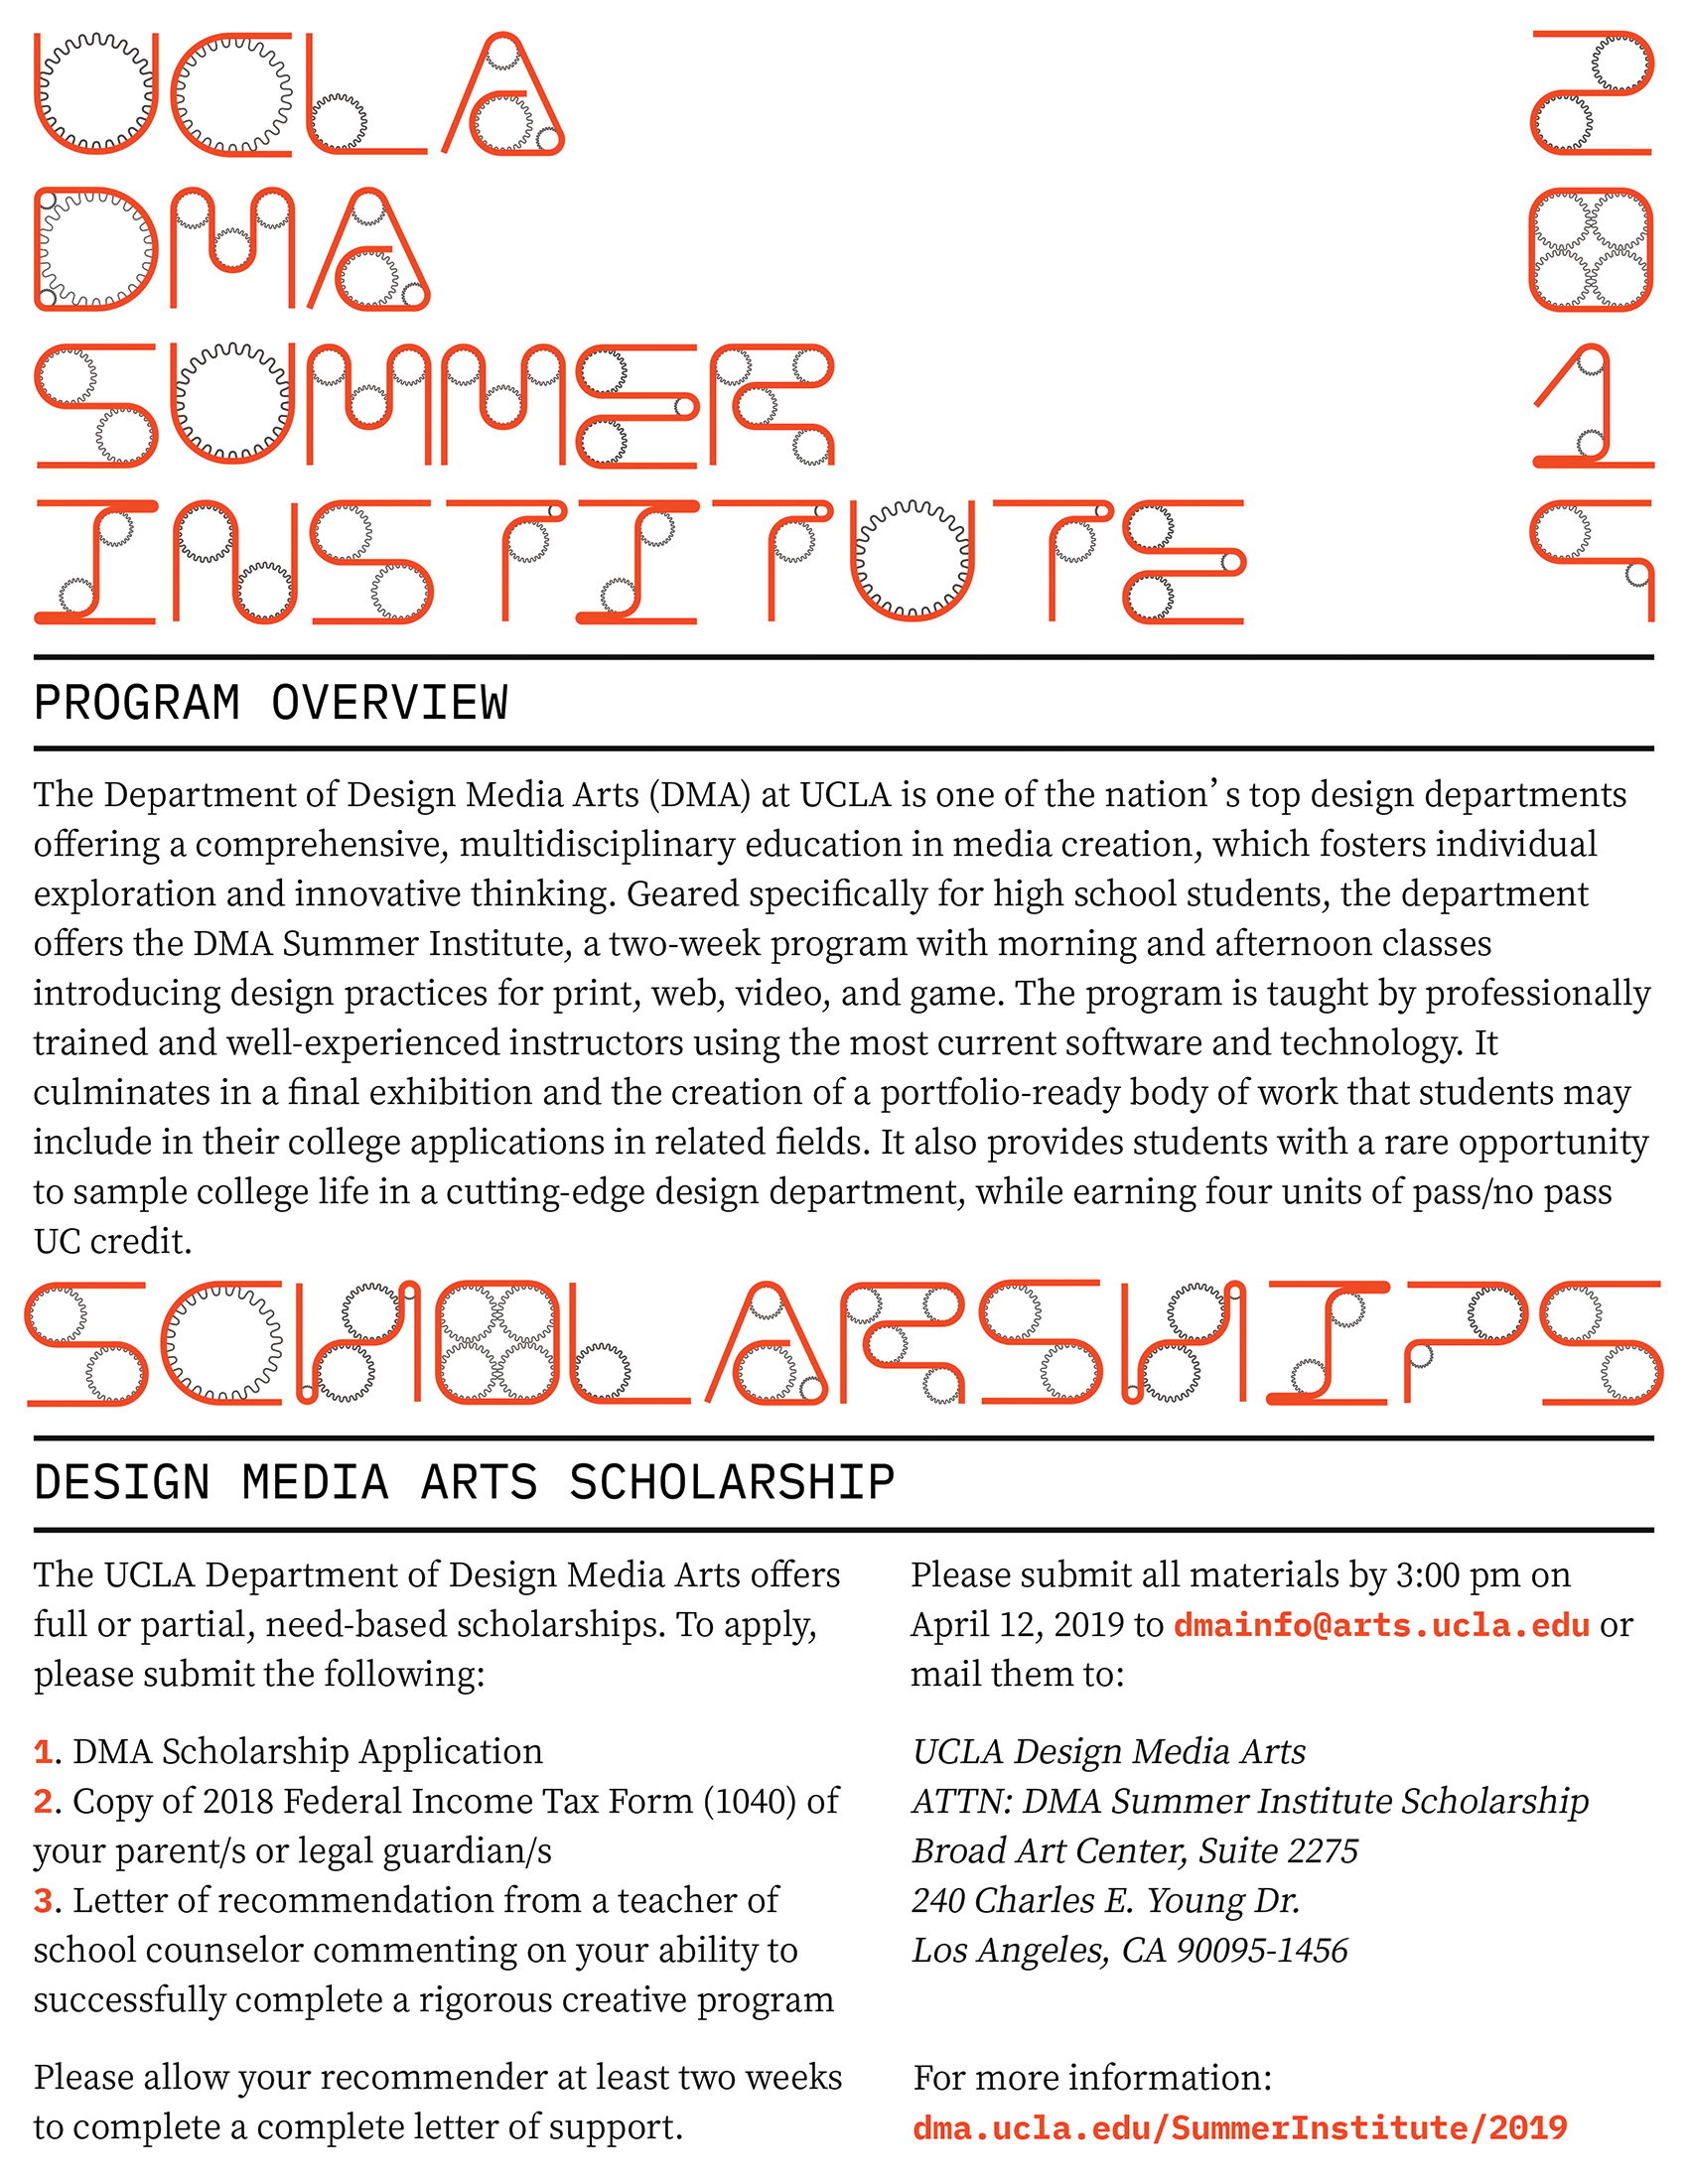 UCLA 2
DMA 0
SUMMER 1
INSTITUTE 9
PROGRAM OVERVIEW
The Department of Design Media Arts (DMA) at UCLA is one of the nation’s top design departments
offering a comprehensive, multidisciplinary education in media creation, which fosters individual
exploration and innovative thinking. Geared specifically for high school students, the department
offers the DMA Summer Institute, a two-week program with morning and afternoon classes
introducing design practices for print, web, video, and game. The program is taught by professionally
trained and well-experienced instructors using the most current software and technology. It
culminates in a final exhibition and the creation of a portfolio-ready body of work that students may
include in their college applications in related fields. It also provides students with a rare opportunity
to sample college life in a cutting-edge design department, while earning four units of pass/no pass
UC credit.
SCHOLARSHIPS
DESIGN MEDIA ARTS SCHOLARSHIP
The UCLA Department of Design Media Arts offers
full or partial, need-based scholarships. To apply,
please submit the following:
1. DMA Scholarship Application
2. Copy of 2018 Federal Income Tax Form (1040) of
your parent/s or legal guardian/s
3. Letter of recommendation from a teacher of
school counselor commenting on your ability to
successfully complete a rigorous creative program
Please allow your recommender at least two weeks
to complete a complete letter of support.
Please submit all materials by 3:00 pm on
April 12, 2019 to dmainfo@arts.ucla.edu or
mail them to:
UCLA Design Media Arts
ATTN: DMA Summer Institute Scholarship
Broad Art Center, Suite 2275
240 Charles E. Young Dr.
Los Angeles, CA 90095-1456
For more information:
dma.ucla.edu/SummerInstitute/2019